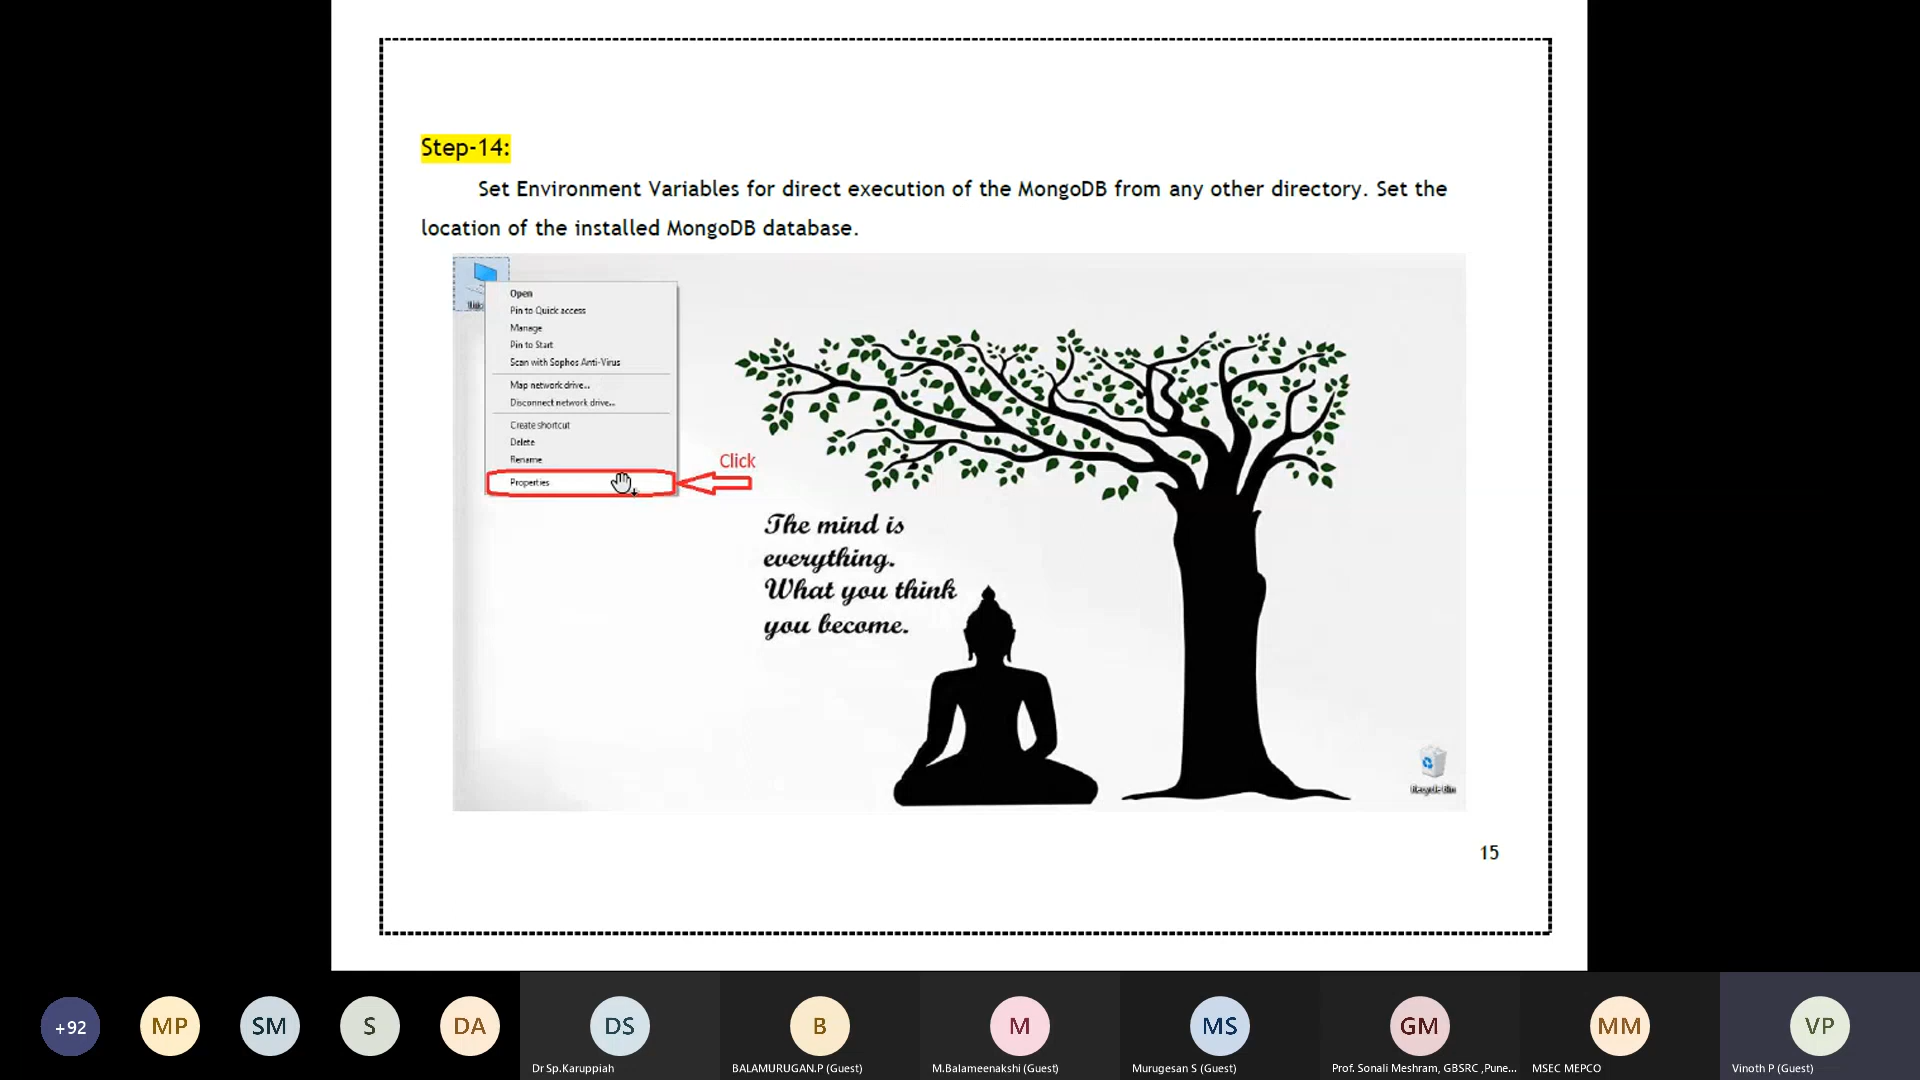 Step-14:
Set Environment Variables for direct execution of the MongoDB from any other directory. Set the
location of the installed MongoDB database.
Open
Pin to Quick access
Manage
Pin to Start
Scan with Sophos Anti-Virus
Map network drive...
Disconnect network drive...
Create shortcut
Delete
Rename
Properties
Click
The mind is
everything.
What you think
you become.
Recycle Bin
15
+92
MP
SM
S
DA
DS
B
M
MS
GM
MM
VP
Dr Sp.Karuppiah
BALAMURUGAN.P (Guest)
M.Balameenakshi (Guest)
Murugesan S (Guest)
Prof. Sonali Meshram, GBSRC ,Pune...
MSEC MEPCO
Vinoth P (Guest)